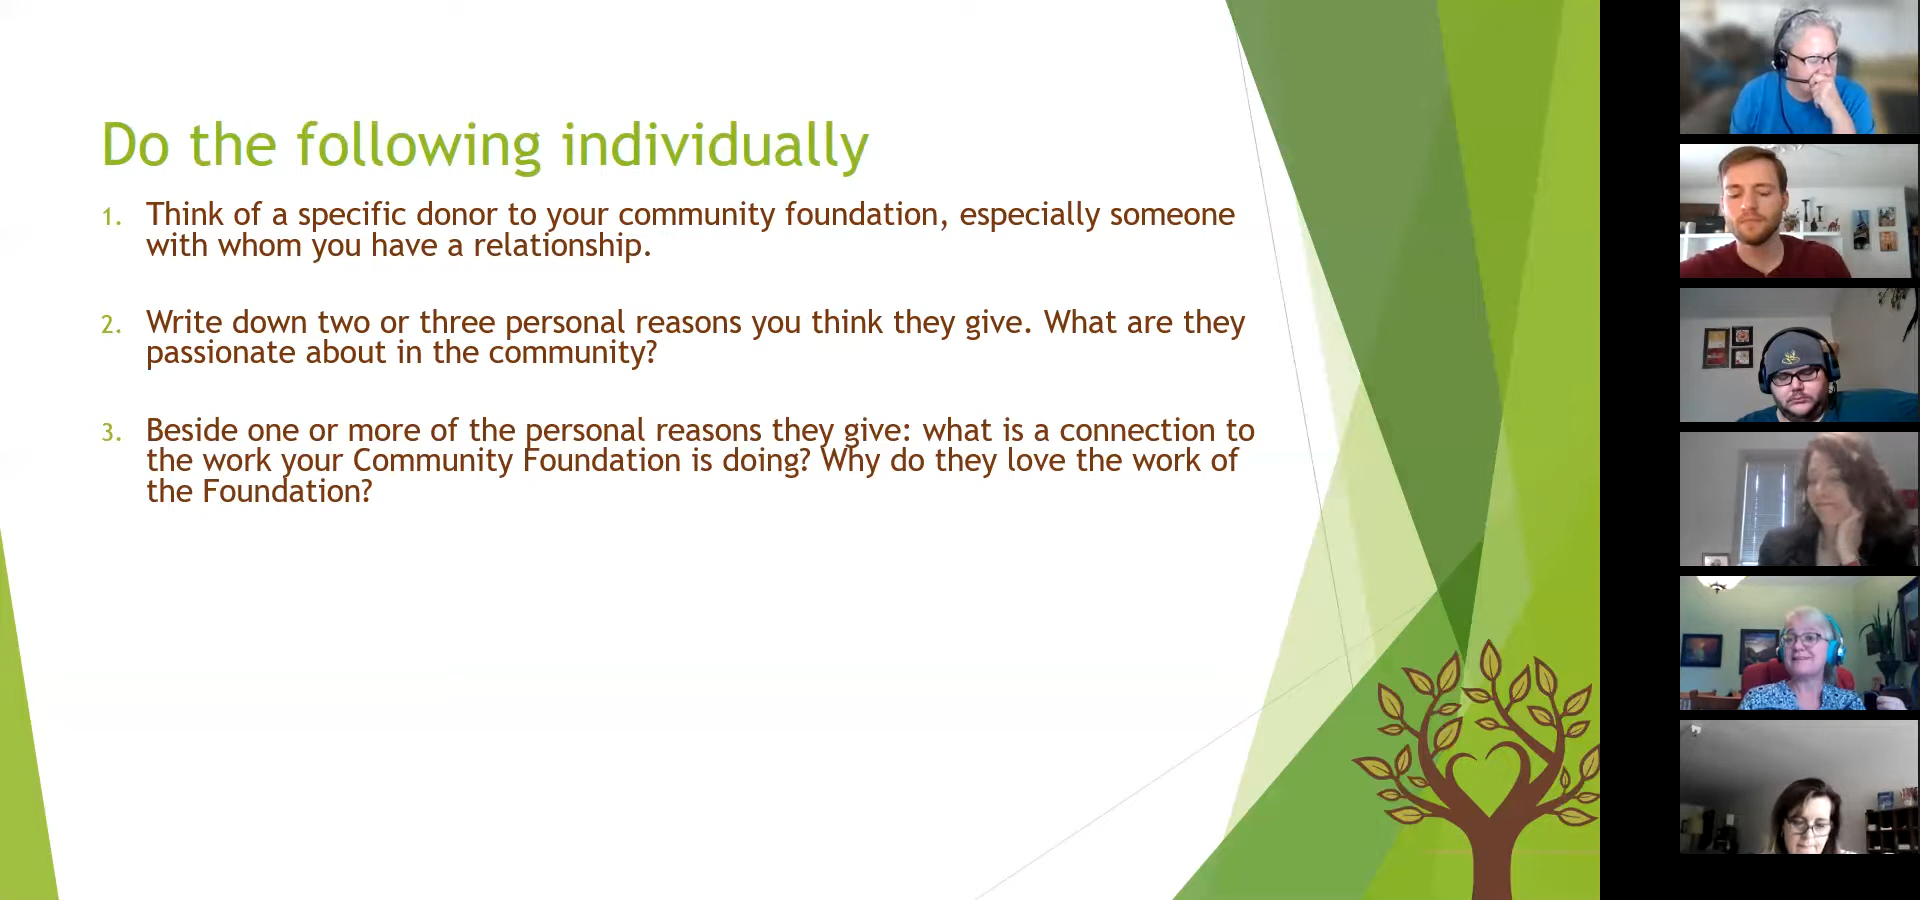 Do the following individually
1. Think of a specific donor to your community foundation, especially someone
with whom you have a relationship.
2. Write down two or three personal reasons you think they give. What are they
passionate about in the community?
3. Beside one or more of the personal reasons they give: what is a connection to
the work your Community Foundation is doing? Why do they love the work of
the Foundation?